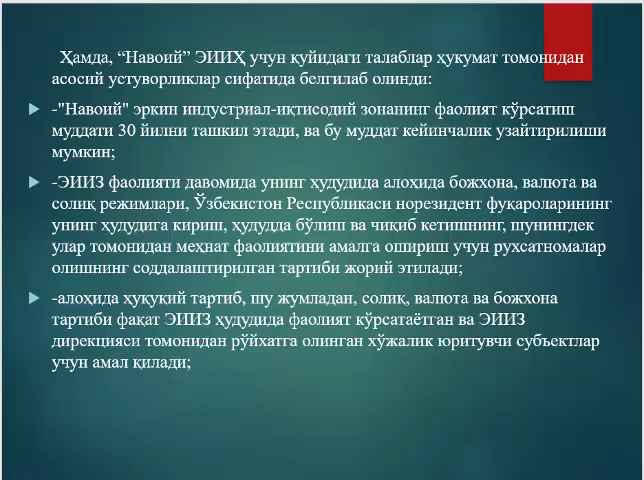 Ҳамда, “Навоий” ЭИИҲ учун қуйидаги талаблар ҳукумат томонидан
асосий устуворликлар сифатида белгилаб олинди:
-"Навоий" эркин индустриал-иқтисодий зонанинг фаолият кўрсатиш
муддати 30 йилни ташкил этади, ва бу муддат кейинчалик узайтирилиши
мумкин;
-ЭИИЗ фаолияти давомида унинг ҳудудида алоҳида божхона, валюта ва
солиқ режимлари, Ўзбекистон Республикаси норезидент фуқароларининг
унинг ҳудудига кириш, ҳудудда бўлиш ва чиқиб кетишнинг, шунингдек
улар томонидан меҳнат фаолиятини амалга ошириш учун рухсатномалар
олишнинг соддалаштирилган тартиби жорий этилади;
-алоҳида ҳуқуқий тартиб, шу жумладан, солиқ, валюта ва божхона
тартиби фақат ЭИИЗ ҳудудида фаолият кўрсатаётган ва ЭИИЗ
дирекцияси томонидан рўйхатга олинган хўжалик юритувчи субъектлар
учун амал қилади;